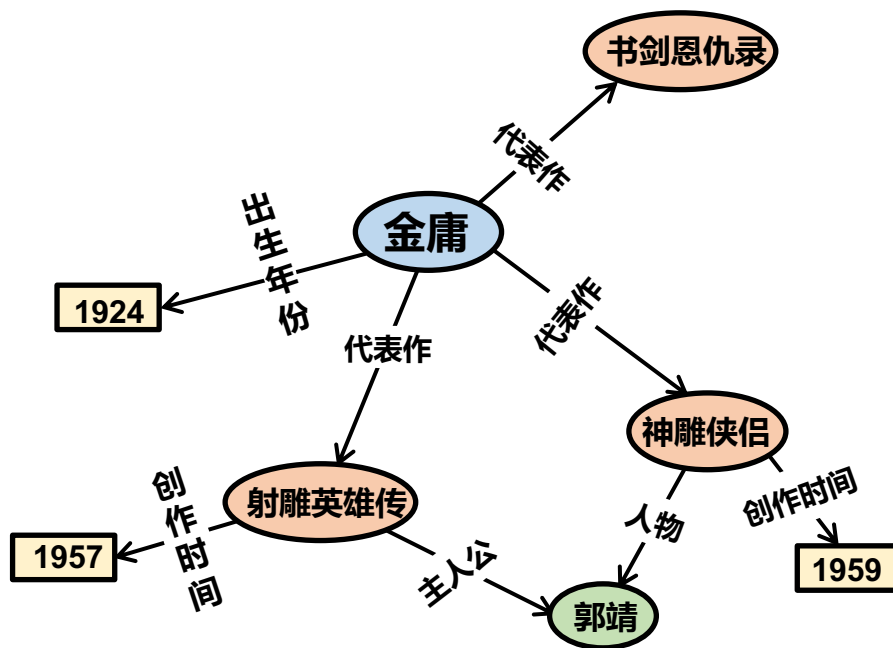 书剑恩仇录
代表作
金庸
出生年份
1924
代表作
代表作
神雕侠侣
射雕英雄传
创作时间
创作时间
人物
1957
主人公
1959
郭靖